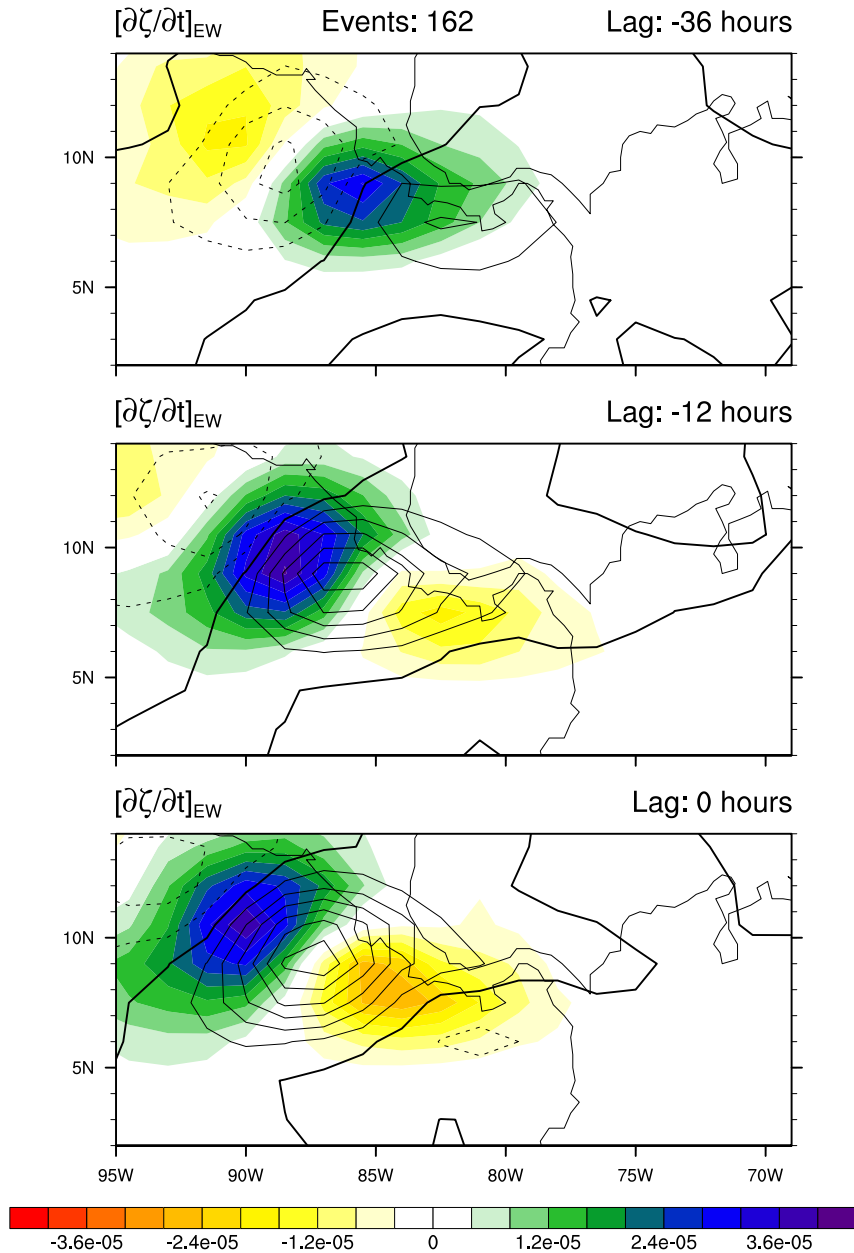 [∂ζ/∂t]EW Events: 162 Lag: -36 hours
10N
5N
[∂ζ/∂t]EW Lag: -12 hours
10N
5N
[∂ζ/∂t]EW Lag: 0 hours
10N
5N
95W 90W 85W 80W 75W 70W
-3.6e-05 -2.4e-05 -1.2e-05 0 1.2e-05 2.4e-05 3.6e-05